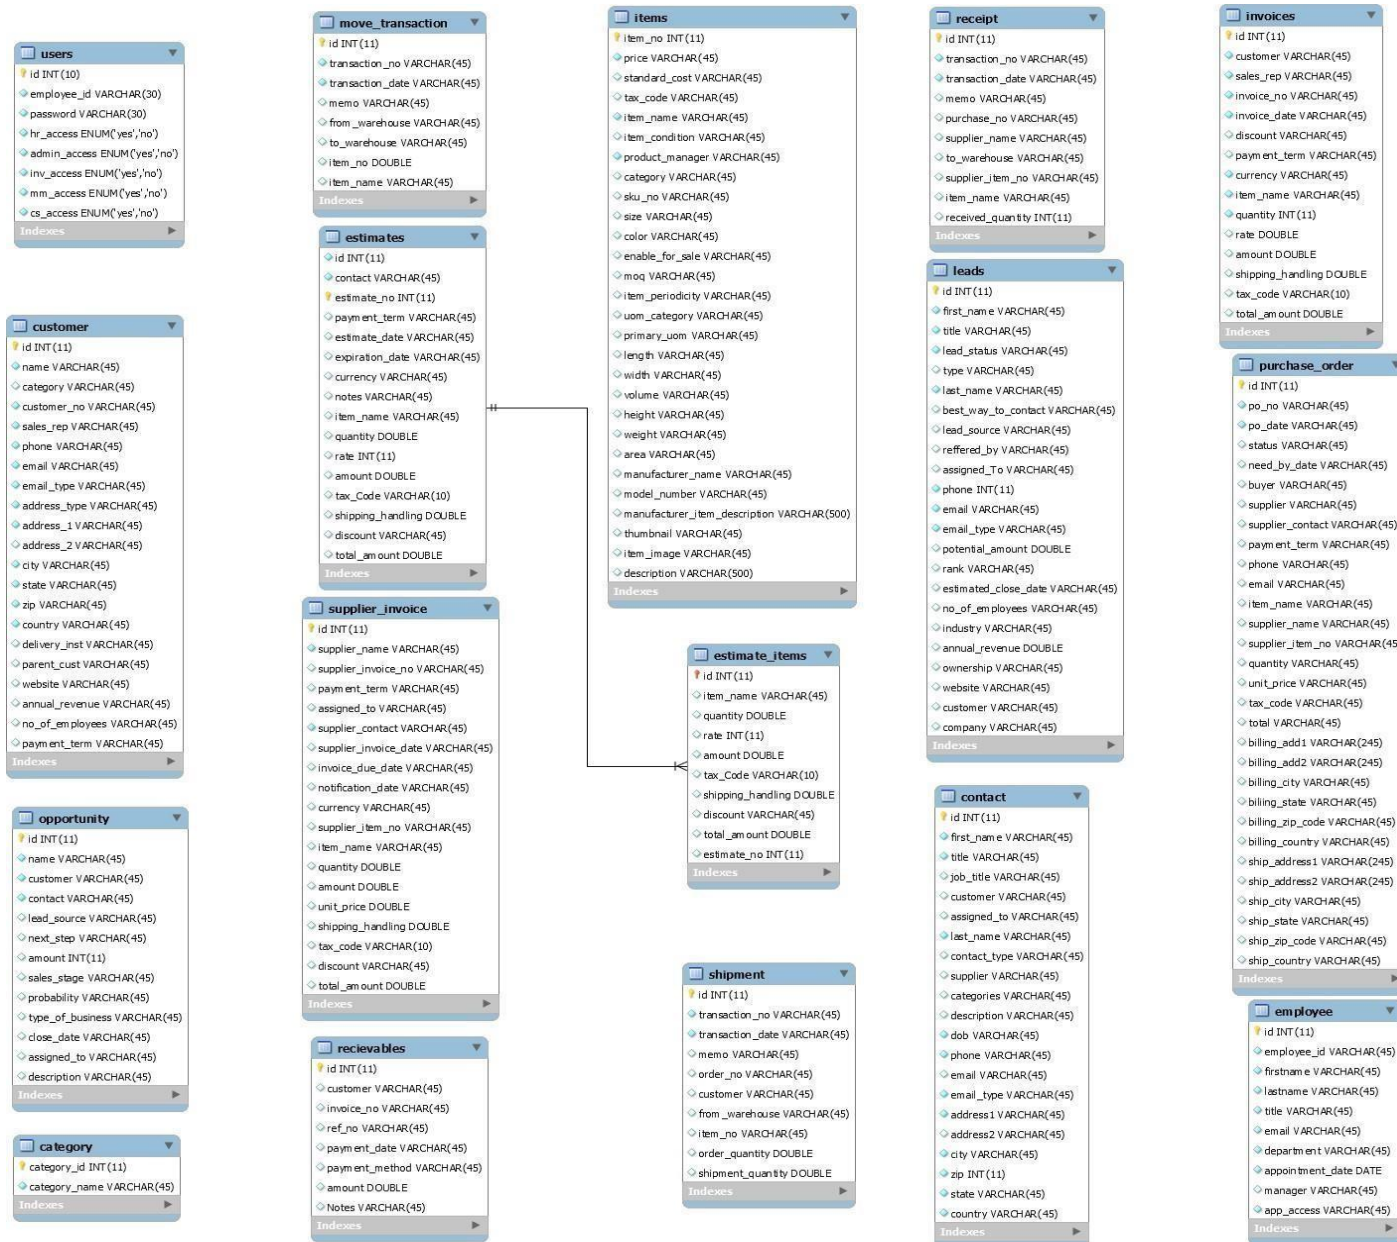 users
id INT(10)
employee_id VARCHAR(30)
password VARCHAR(30)
hr_access ENUM('yes','no')
admin_access ENUM('yes','no')
inv_access ENUM('yes','no')
mm_access ENUM('yes','no')
cs_access ENUM('yes','no')
Indexes
customer
id INT(11)
name VARCHAR(45)
category VARCHAR(45)
customer_no VARCHAR(45)
sales_rep VARCHAR(45)
phone VARCHAR(45)
email VARCHAR(45)
email_type VARCHAR(45)
address_type VARCHAR(45)
address_1 VARCHAR(45)
address_2 VARCHAR(45)
city VARCHAR(45)
state VARCHAR(45)
zip VARCHAR(45)
country VARCHAR(45)
delivery_inst VARCHAR(45)
parent_cust VARCHAR(45)
website VARCHAR(45)
annual_revenue VARCHAR(45)
no_of_employees VARCHAR(45)
payment_term VARCHAR(45)
Indexes
opportunity
id INT(11)
name VARCHAR(45)
customer VARCHAR(45)
contact VARCHAR(45)
lead_source VARCHAR(45)
next_step VARCHAR(45)
amount INT(11)
sales_stage VARCHAR(45)
probability VARCHAR(45)
type_of_business VARCHAR(45)
close_date VARCHAR(45)
assigned_to VARCHAR(45)
description VARCHAR(45)
Indexes
category
category_id INT(11)
category_name VARCHAR(45)
Indexes
move_transaction
id INT(11)
transaction_no VARCHAR(45)
transaction_date VARCHAR(45)
memo VARCHAR(45)
from_warehouse VARCHAR(45)
to_warehouse VARCHAR(45)
item_no DOUBLE
item_name VARCHAR(45)
Indexes
estimates
id INT(11)
contact VARCHAR(45)
estimate_no INT(11)
payment_term VARCHAR(45)
estimate_date VARCHAR(45)
expiration_date VARCHAR(45)
currency VARCHAR(45)
notes VARCHAR(45)
item_name VARCHAR(45)
quantity DOUBLE
rate INT(11)
amount DOUBLE
tax_Code VARCHAR(10)
shipping_handling DOUBLE
discount VARCHAR(45)
total_amount DOUBLE
Indexes
supplier_invoice
id INT(11)
supplier_name VARCHAR(45)
supplier_invoice_no VARCHAR(45)
payment_term VARCHAR(45)
assigned_to VARCHAR(45)
supplier_contact VARCHAR(45)
supplier_invoice_date VARCHAR(45)
invoice_due_date VARCHAR(45)
notification_date VARCHAR(45)
currency VARCHAR(45)
supplier_item_no VARCHAR(45)
item_name VARCHAR(45)
quantity DOUBLE
amount DOUBLE
unit_price DOUBLE
shipping_handling DOUBLE
tax_code VARCHAR(10)
discount VARCHAR(45)
total_amount DOUBLE
Indexes
recievables
id INT(11)
customer VARCHAR(45)
invoice_no VARCHAR(45)
ref_no VARCHAR(45)
payment_date VARCHAR(45)
payment_method VARCHAR(45)
amount DOUBLE
Notes VARCHAR(45)
Indexes
items
item_no INT(11)
price VARCHAR(45)
standard_cost VARCHAR(45)
tax_code VARCHAR(45)
item_name VARCHAR(45)
item_condition VARCHAR(45)
product_manager VARCHAR(45)
category VARCHAR(45)
sku_no VARCHAR(45)
size VARCHAR(45)
color VARCHAR(45)
enable_for_sale VARCHAR(45)
moq VARCHAR(45)
item_periodicity VARCHAR(45)
uom_category VARCHAR(45)
primary_uom VARCHAR(45)
length VARCHAR(45)
width VARCHAR(45)
volume VARCHAR(45)
height VARCHAR(45)
weight VARCHAR(45)
area VARCHAR(45)
manufacturer_name VARCHAR(45)
model_number VARCHAR(45)
manufacturer_item_description VARCHAR(500)
thumbnail VARCHAR(45)
item_image VARCHAR(45)
description VARCHAR(500)
Indexes
estimate_items
id INT(11)
item_name VARCHAR(45)
quantity DOUBLE
rate INT(11)
amount DOUBLE
tax_Code VARCHAR(10)
shipping_handling DOUBLE
discount VARCHAR(45)
total_amount DOUBLE
estimate_no INT(11)
Indexes
shipment
id INT(11)
transaction_no VARCHAR(45)
transaction_date VARCHAR(45)
memo VARCHAR(45)
order_no VARCHAR(45)
customer VARCHAR(45)
from_warehouse VARCHAR(45)
item_no VARCHAR(45)
order_quantity DOUBLE
shipment_quantity DOUBLE
Indexes
receipt
id INT(11)
transaction_no VARCHAR(45)
transaction_date VARCHAR(45)
memo VARCHAR(45)
purchase_no VARCHAR(45)
supplier_name VARCHAR(45)
to_warehouse VARCHAR(45)
supplier_item_no VARCHAR(45)
item_name VARCHAR(45)
received_quantity INT(11)
Indexes
leads
id INT(11)
first_name VARCHAR(45)
title VARCHAR(45)
lead_status VARCHAR(45)
type VARCHAR(45)
last_name VARCHAR(45)
best_way_to_contact VARCHAR(45)
lead_source VARCHAR(45)
reffered_by VARCHAR(45)
assigned_To VARCHAR(45)
phone INT(11)
email VARCHAR(45)
email_type VARCHAR(45)
potential_amount DOUBLE
rank VARCHAR(45)
estimated_close_date VARCHAR(45)
no_of_employees VARCHAR(45)
industry VARCHAR(45)
annual_revenue DOUBLE
ownership VARCHAR(45)
website VARCHAR(45)
customer VARCHAR(45)
company VARCHAR(45)
Indexes
contact
id INT(11)
first_name VARCHAR(45)
title VARCHAR(45)
job_title VARCHAR(45)
customer VARCHAR(45)
assigned_to VARCHAR(45)
last_name VARCHAR(45)
contact_type VARCHAR(45)
supplier VARCHAR(45)
categories VARCHAR(45)
description VARCHAR(45)
dob VARCHAR(45)
phone VARCHAR(45)
email VARCHAR(45)
email_type VARCHAR(45)
address1 VARCHAR(45)
address2 VARCHAR(45)
city VARCHAR(45)
zip INT(11)
state VARCHAR(45)
country VARCHAR(45)
Indexes
invoices
id INT(11)
customer VARCHAR(45)
sales_rep VARCHAR(45)
invoice_no VARCHAR(45)
invoice_date VARCHAR(45)
discount VARCHAR(45)
payment_term VARCHAR(45)
currency VARCHAR(45)
item_name VARCHAR(45)
quantity INT(11)
rate DOUBLE
amount DOUBLE
shipping_handling DOUBLE
tax_code VARCHAR(10)
total_amount DOUBLE
Indexes
purchase_order
id INT(11)
po_no VARCHAR(45)
po_date VARCHAR(45)
status VARCHAR(45)
need_by_date VARCHAR(45)
buyer VARCHAR(45)
supplier VARCHAR(45)
supplier_contact VARCHAR(45)
payment_term VARCHAR(45)
phone VARCHAR(45)
email VARCHAR(45)
item_name VARCHAR(45)
supplier_name VARCHAR(45)
supplier_item_no VARCHAR(45
quantity VARCHAR(45)
unit_price VARCHAR(45)
tax_code VARCHAR(45)
total VARCHAR(45)
billing_add1 VARCHAR(245)
billing_add2 VARCHAR(245)
billing_city VARCHAR(45)
billing_state VARCHAR(45)
billing_zip_code VARCHAR(45)
billing_country VARCHAR(45)
ship_address1 VARCHAR(245)
ship_address2 VARCHAR(245)
ship_city VARCHAR(45)
ship_state VARCHAR(45)
ship_zip_code VARCHAR(45)
ship_country VARCHAR(45)
Indexes
employee
id INT(11)
employee_id VARCHAR(45)
firstname VARCHAR(45)
lastname VARCHAR(45)
title VARCHAR(45)
email VARCHAR(45)
department VARCHAR(45)
appointment_date DATE
manager VARCHAR(45)
app_access VARCHAR(45)
Indexes